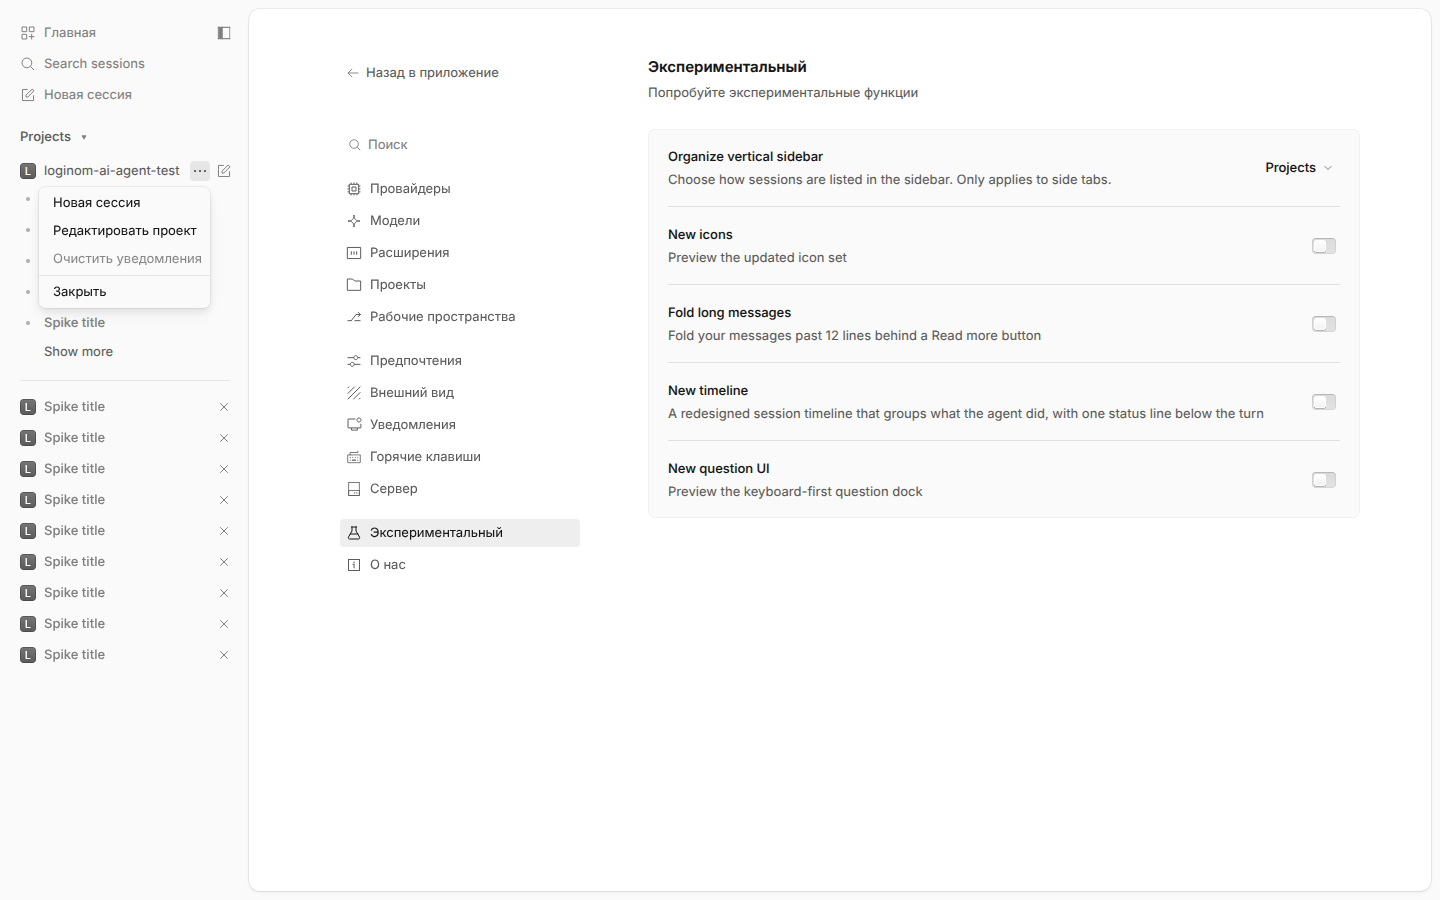 Главная
Search sessions
Новая сессия
Projects
L loginom-ai-agent-test
Новая сессия
Редактировать проект
Очистить уведомления
Закрыть
Spike title
Show more
L Spike title
L Spike title
L Spike title
L Spike title
L Spike title
L Spike title
L Spike title
L Spike title
L Spike title
Назад в приложение
Поиск
Провайдеры
Модели
Расширения
Проекты
Рабочие пространства
Предпочтения
Внешний вид
Уведомления
Горячие клавиши
Сервер
Экспериментальный
О нас
Экспериментальный
Попробуйте экспериментальные функции
Organize vertical sidebar
Choose how sessions are listed in the sidebar. Only applies to side tabs.
Projects
New icons
Preview the updated icon set
Fold long messages
Fold your messages past 12 lines behind a Read more button
New timeline
A redesigned session timeline that groups what the agent did, with one status line below the turn
New question UI
Preview the keyboard-first question dock